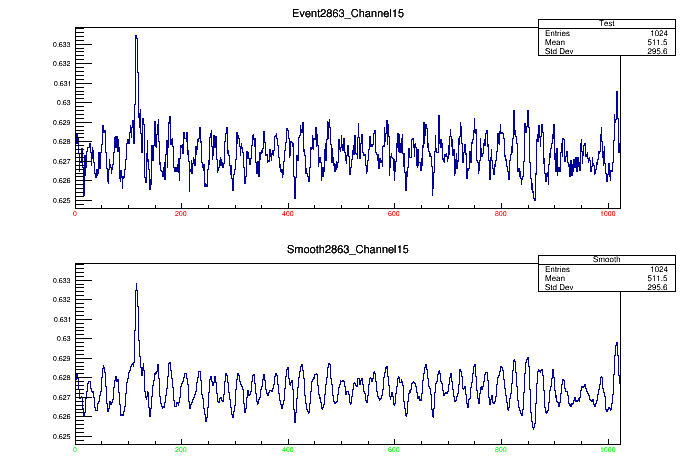 Event2863_Channel15
Test
Entries 1024
Mean 511.5
Std Dev 295.6
0.633
0.632
0.631
0.63
0.629
0.628
0.627
0.626
0.625
0 200 400 600 800 1000
Smooth2863_Channel15
Smooth
Entries 1024
Mean 511.5
Std Dev 295.6
0.633
0.632
0.631
0.63
0.629
0.628
0.627
0.626
0.625
0 200 400 600 800 1000